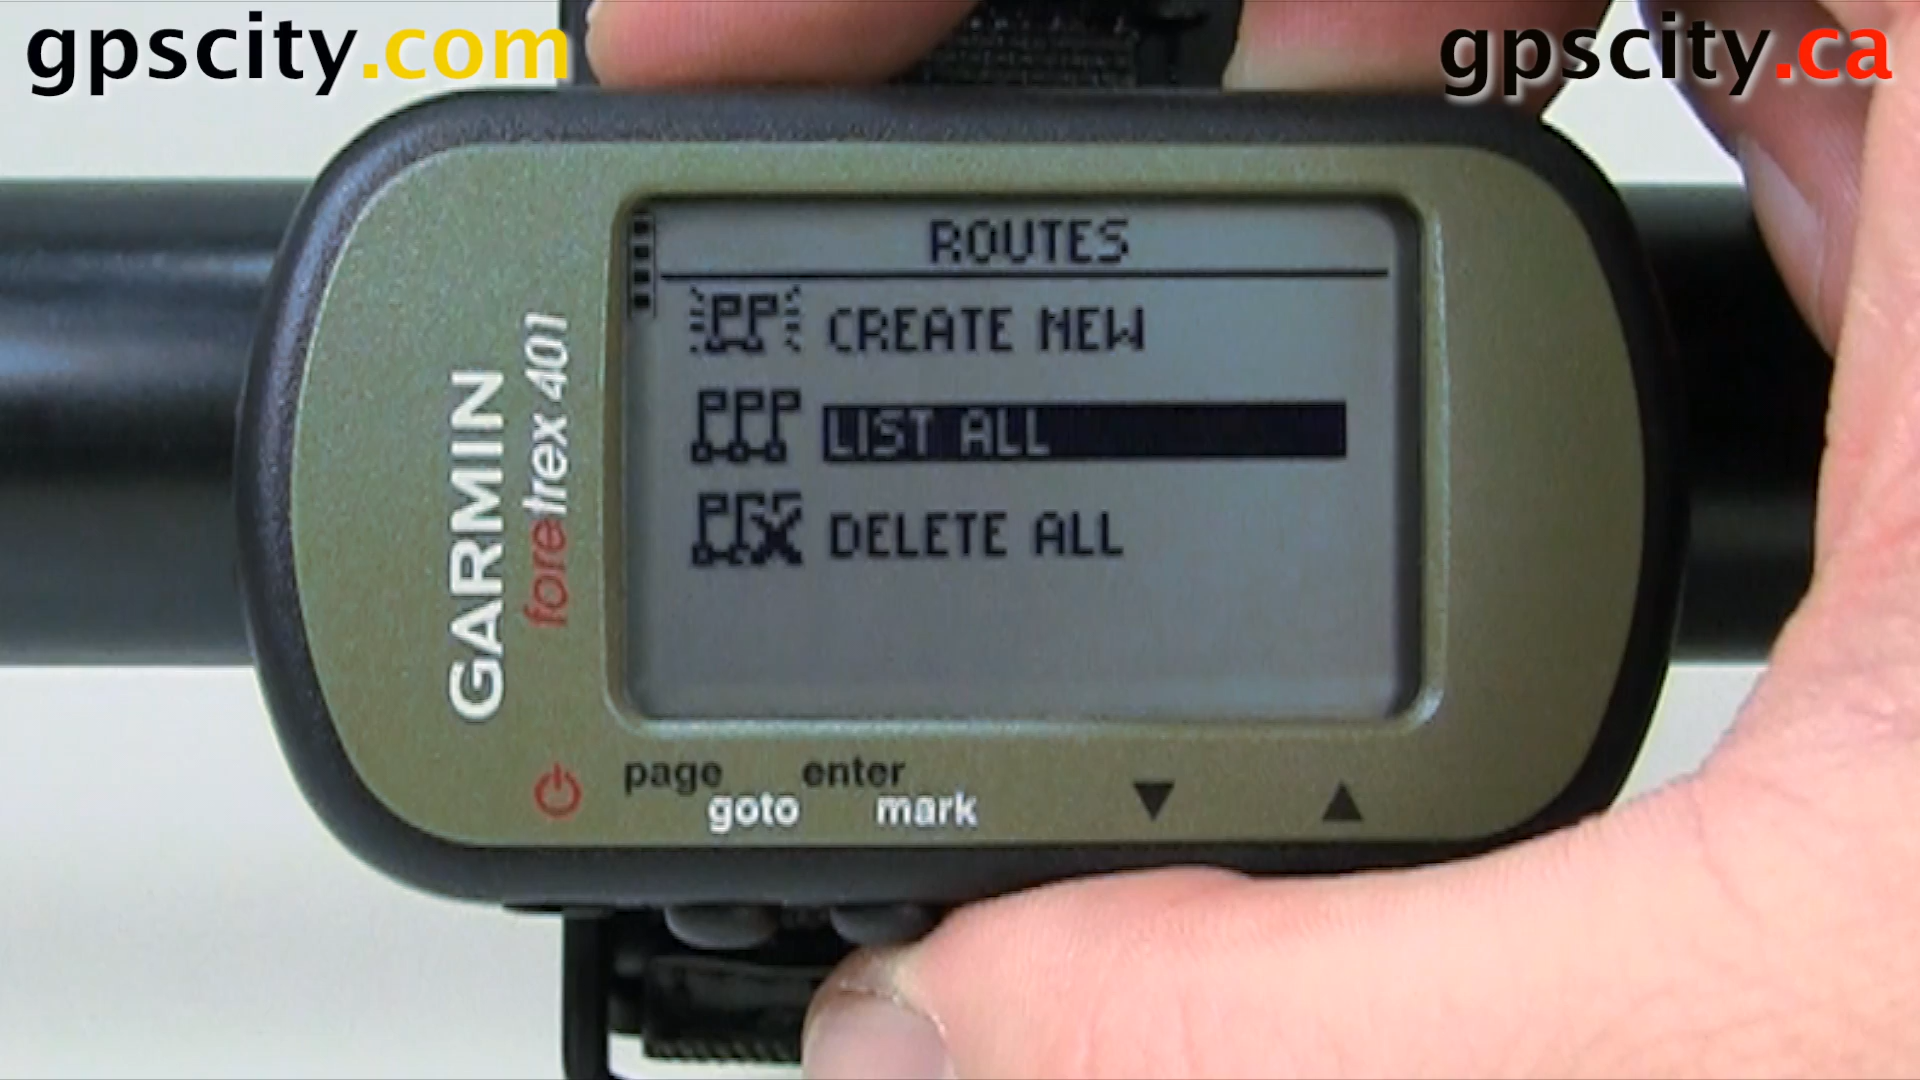 gpscity.com
gpscity.ca
GARMIN
foretrex 401
ROUTES
CREATE NEW
LIST ALL
DELETE ALL
page
goto
enter
mark